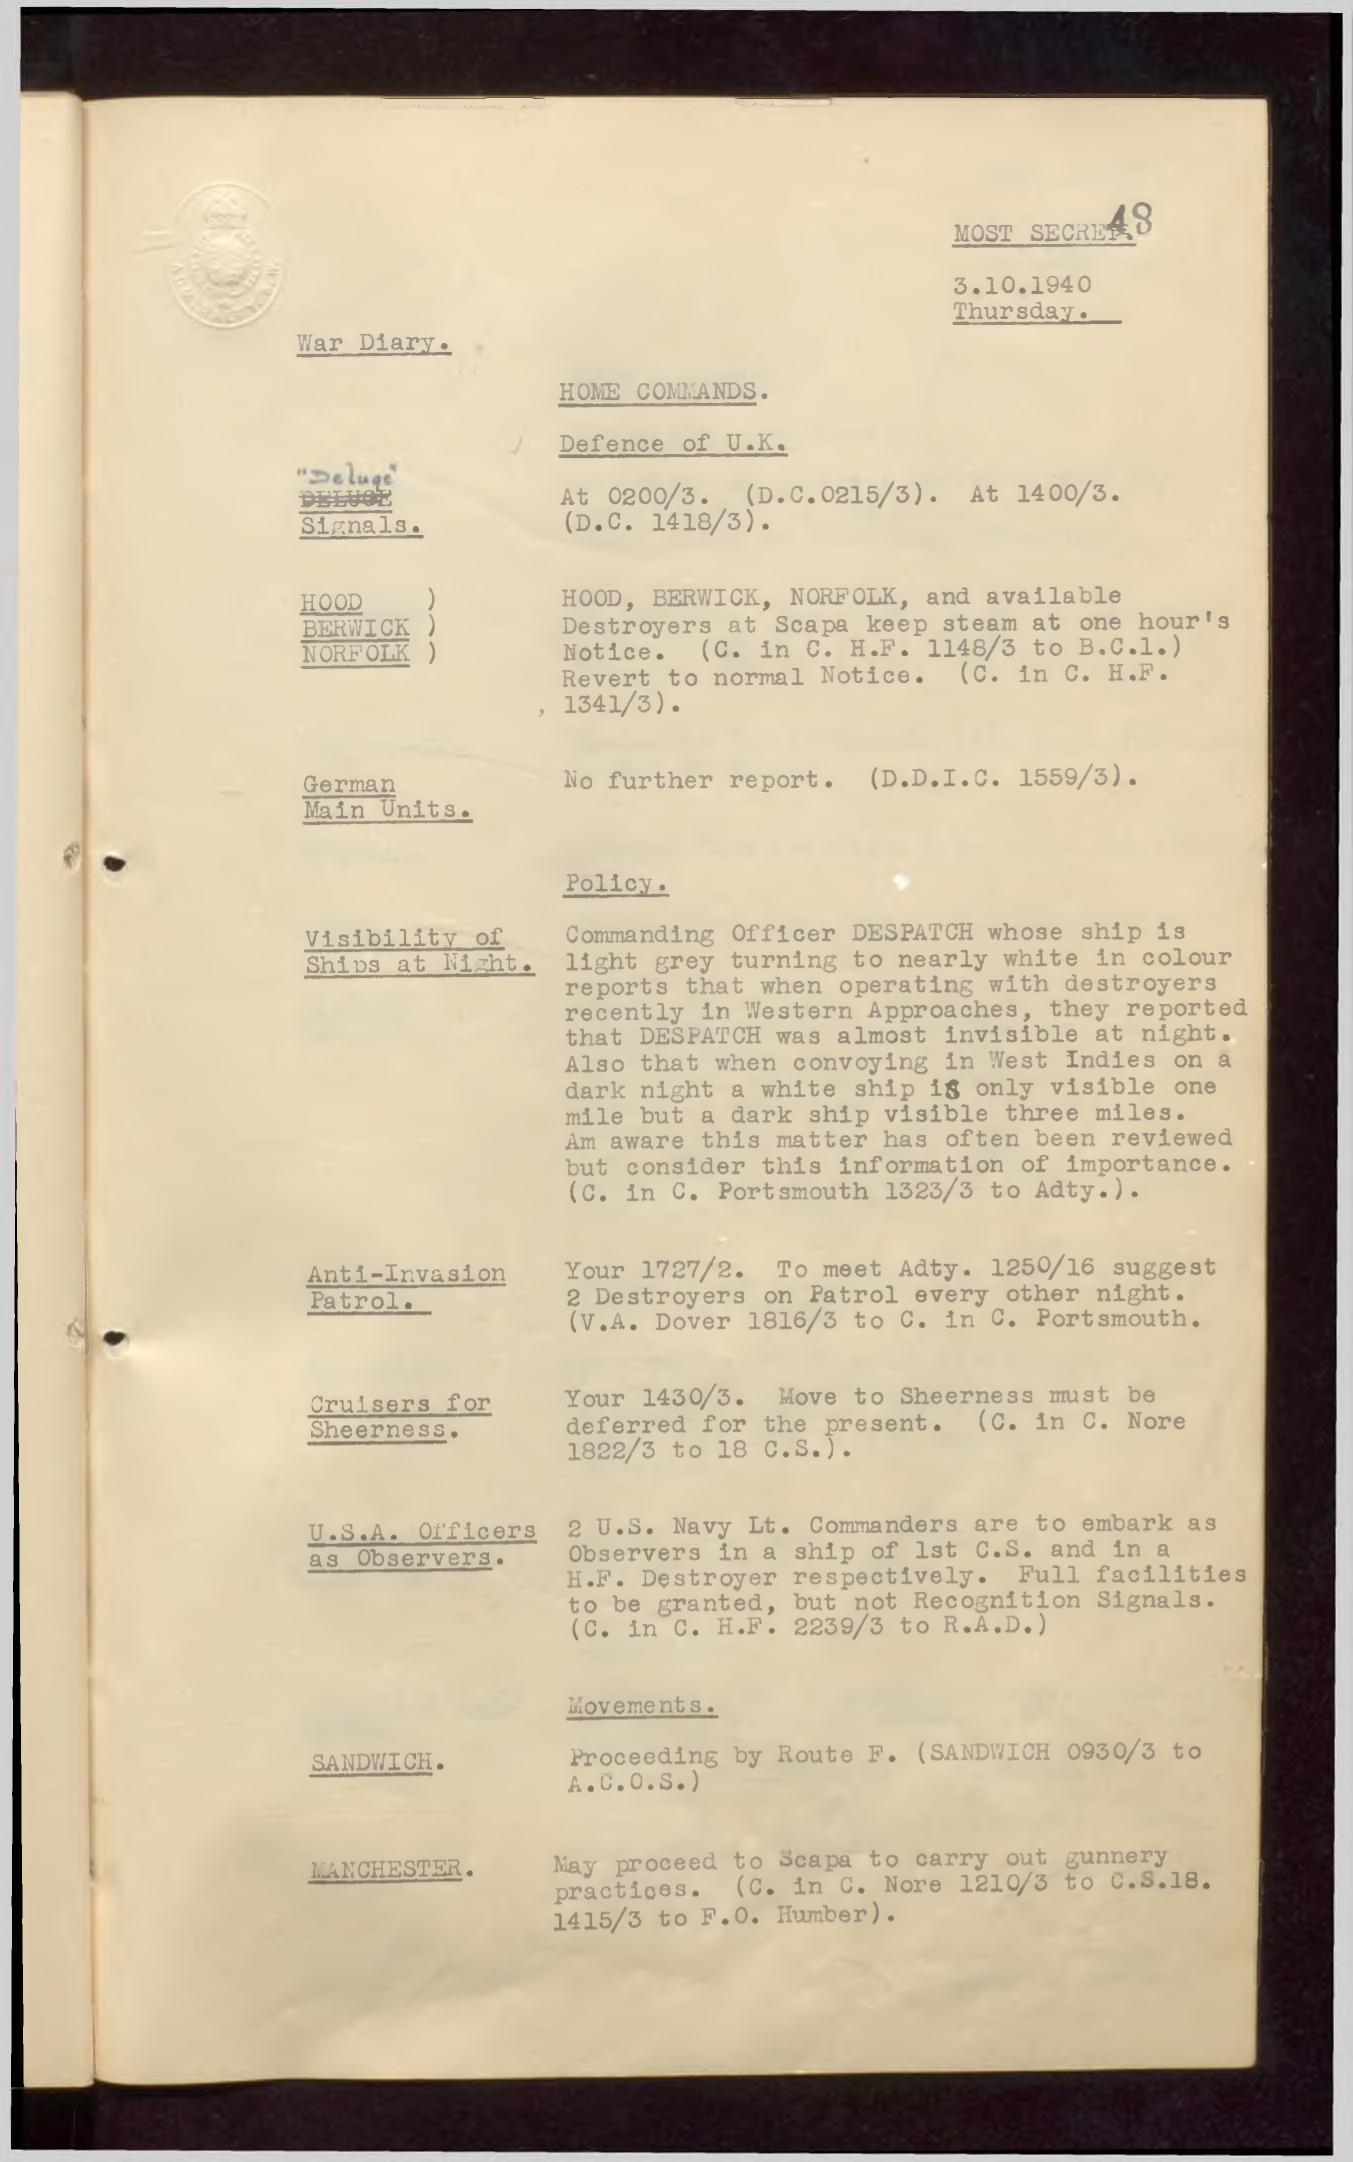 48
MOST SECRET.
3.10.1940
Thursday.
War Diary.
HOME COMMANDS.
Defence of U.K.
"Deluge"
DELUGE
Signals.
At 0200/3. (D.C.0215/3). At 1400/3.
(D.C. 1418/3).
HOOD )
BERWICK )
NORFOLK )
HOOD, BERWICK, NORFOLK, and available
Destroyers at Scapa keep steam at one hour's
Notice. (C. in C. H.F. 1148/3 to B.C.1.)
Revert to normal Notice. (C. in C. H.F.
1341/3).
German
Main Units.
No further report. (D.D.I.C. 1559/3).
Policy.
Visibility of
Ships at Night.
Commanding Officer DESPATCH whose ship is
light grey turning to nearly white in colour
reports that when operating with destroyers
recently in Western Approaches, they reported
that DESPATCH was almost invisible at night.
Also that when convoying in West Indies on a
dark night a white ship is only visible one
mile but a dark ship visible three miles.
Am aware this matter has often been reviewed
but consider this information of importance.
(C. in C. Portsmouth 1323/3 to Adty.).
Anti-Invasion
Patrol.
Your 1727/2. To meet Adty. 1250/16 suggest
2 Destroyers on Patrol every other night.
(V.A. Dover 1816/3 to C. in C. Portsmouth.
Cruisers for
Sheerness.
Your 1430/3. Move to Sheerness must be
deferred for the present. (C. in C. Nore
1822/3 to 18 C.S.).
U.S.A. Officers
as Observers.
2 U.S. Navy Lt. Commanders are to embark as
Observers in a ship of 1st C.S. and in a
H.F. Destroyer respectively. Full facilities
to be granted, but not Recognition Signals.
(C. in C. H.F. 2239/3 to R.A.D.)
Movements.
SANDWICH.
Proceeding by Route F. (SANDWICH 0930/3 to
A.C.O.S.)
MANCHESTER.
May proceed to Scapa to carry out gunnery
practices. (C. in C. Nore 1210/3 to C.S.18.
1415/3 to F.O. Humber).